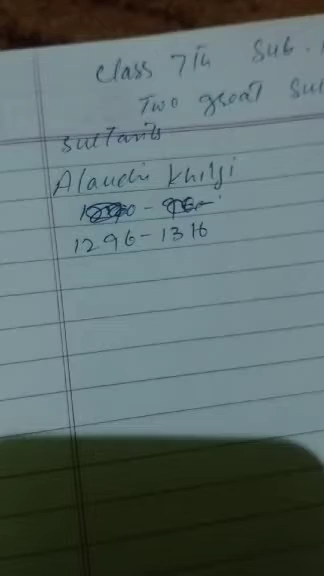 Class 7th Sub.
Two great Sul
Sultans
Alaudin Khilji
1296-1316